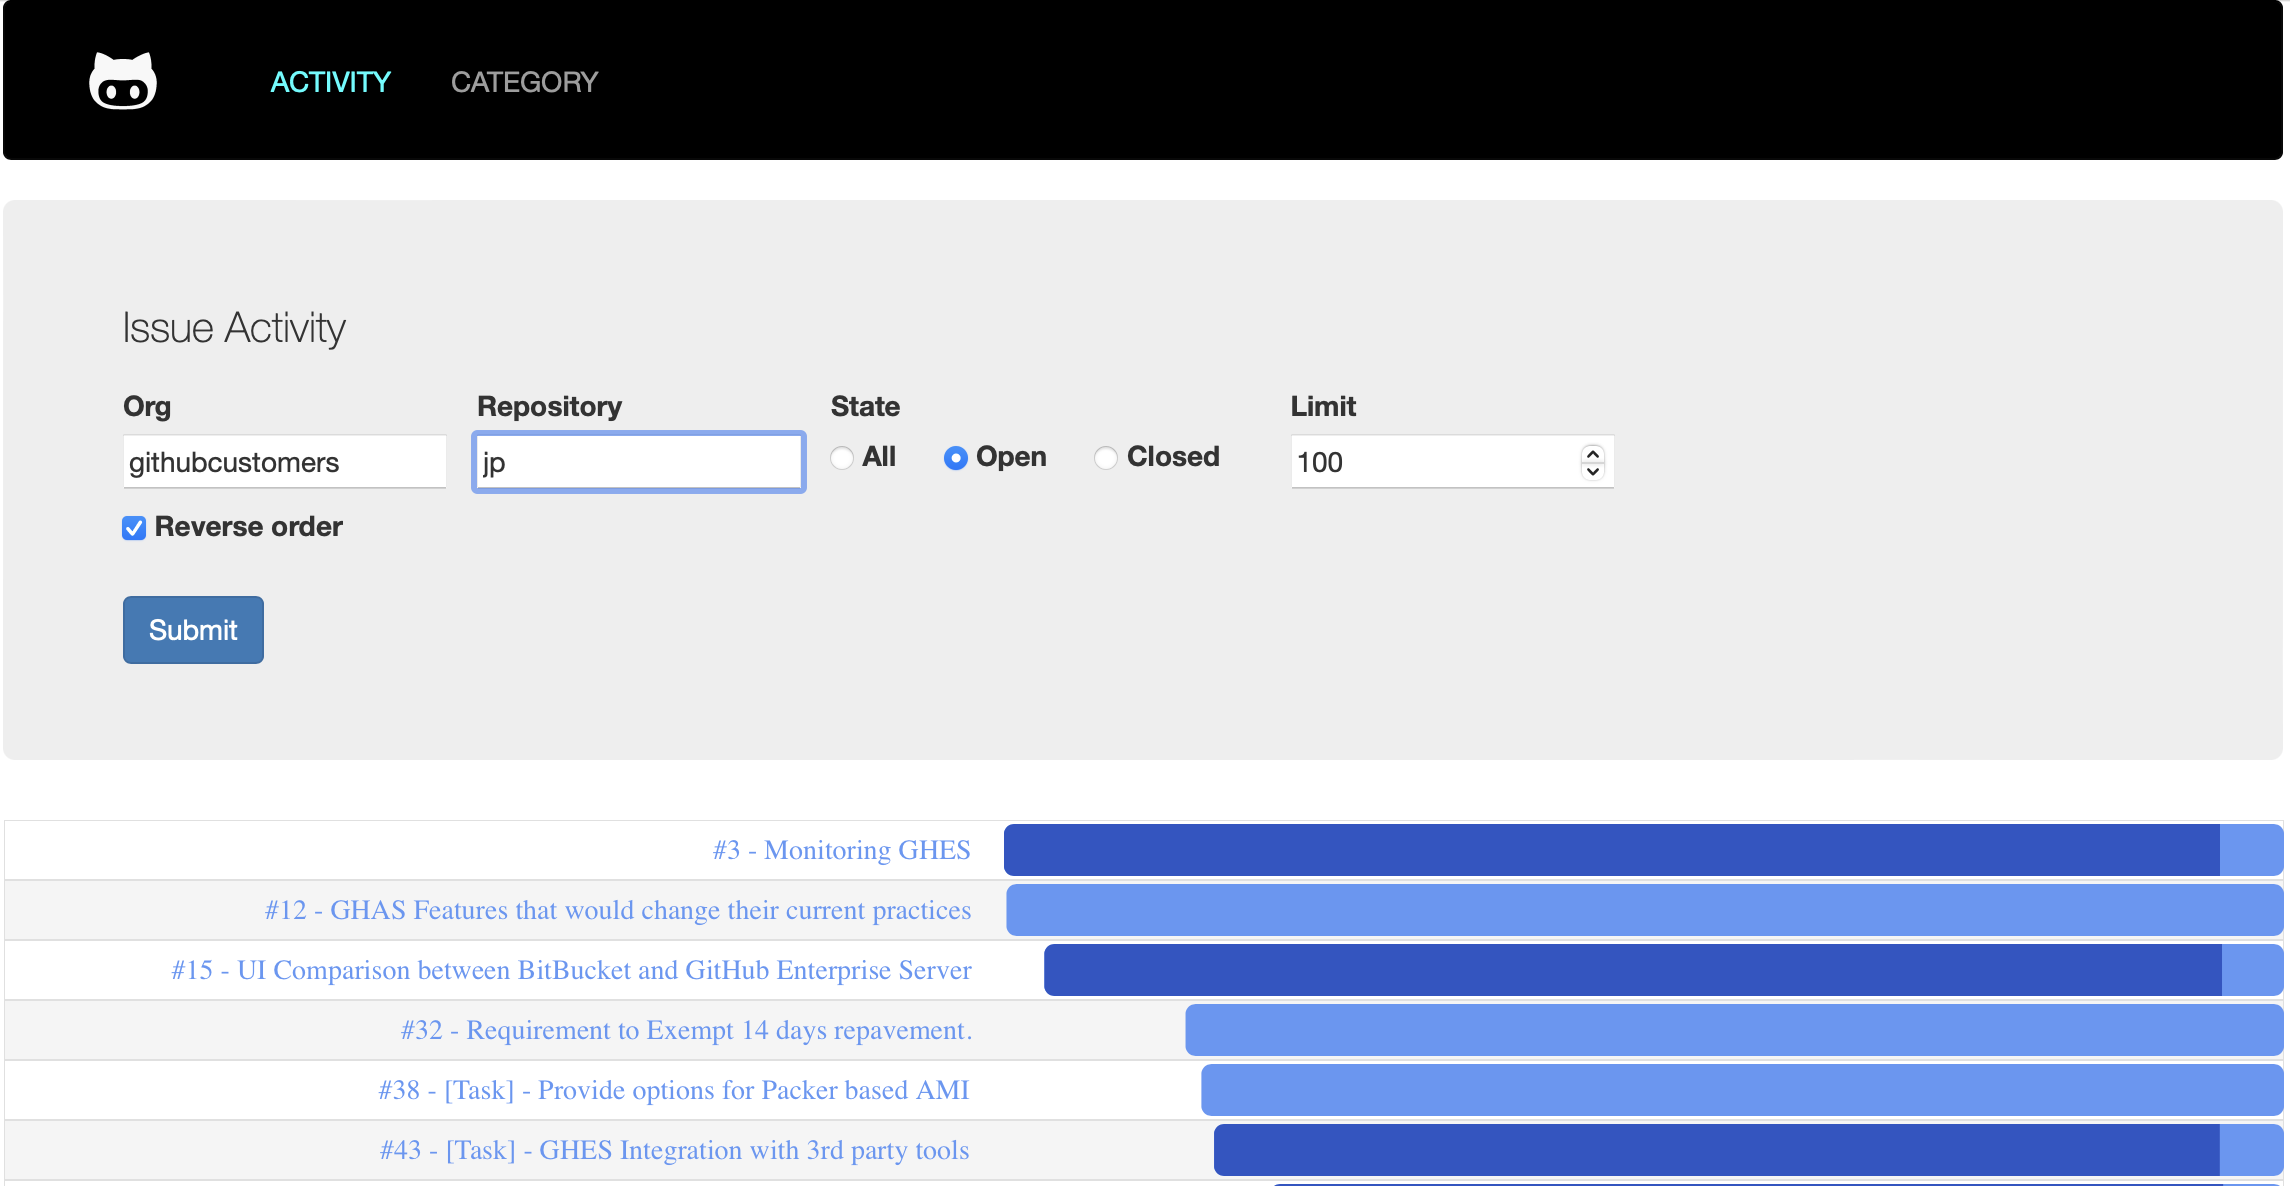 ACTIVITY CATEGORY
Issue Activity
Org Repository State Limit
githubcustomers jp All Open Closed 100
Reverse order
Submit
#3 - Monitoring GHES
#12 - GHAS Features that would change their current practices
#15 - UI Comparison between BitBucket and GitHub Enterprise Server
#32 - Requirement to Exempt 14 days repavement.
#38 - [Task] - Provide options for Packer based AMI
#43 - [Task] - GHES Integration with 3rd party tools